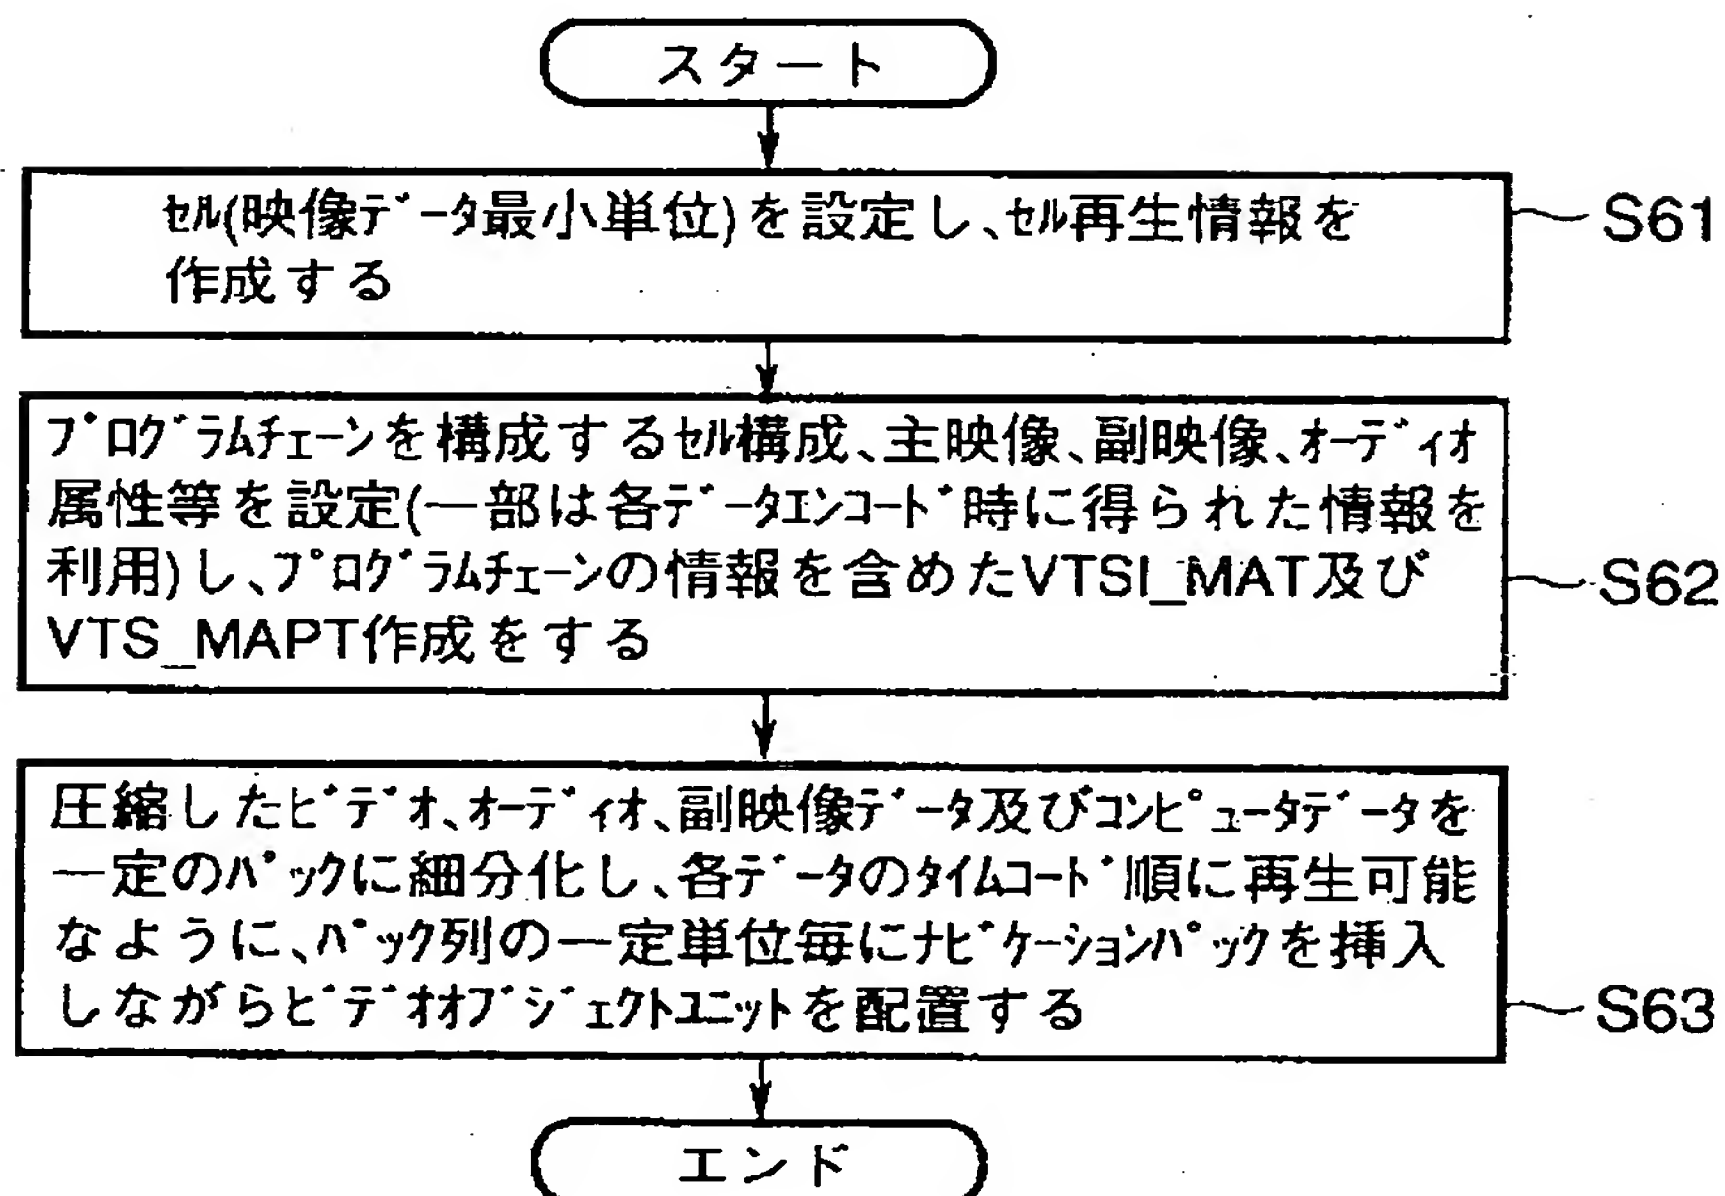 スタート
ｾﾙ(映像ﾃﾞｰﾀ最小単位)を設定し、ｾﾙ再生情報を
作成する
S61
ﾌﾟﾛｸﾞﾗﾑﾁｪｰﾝを構成するｾﾙ構成、主映像、副映像、ｵｰﾃﾞｨｵ
属性等を設定(一部は各ﾃﾞｰﾀｴﾝｺｰﾄﾞ時に得られた情報を
利用)し、ﾌﾟﾛｸﾞﾗﾑﾁｪｰﾝの情報を含めたVTSI_MAT及び
VTS_MAPT作成をする
S62
圧縮したﾋﾞﾃﾞｵ、ｵｰﾃﾞｨｵ、副映像ﾃﾞｰﾀ及びｺﾝﾋﾟｭｰﾀﾃﾞｰﾀを
一定のﾊﾟｯｸに細分化し、各ﾃﾞｰﾀのﾀｲﾑｺｰﾄﾞ順に再生可能
なように、ﾊﾟｯｸ列の一定単位毎にﾅﾋﾞｹﾞｰｼｮﾝﾊﾟｯｸを挿入
しながらﾋﾞﾃﾞｵｵﾌﾞｼﾞｪｸﾄﾕﾆｯﾄを配置する
S63
エンド